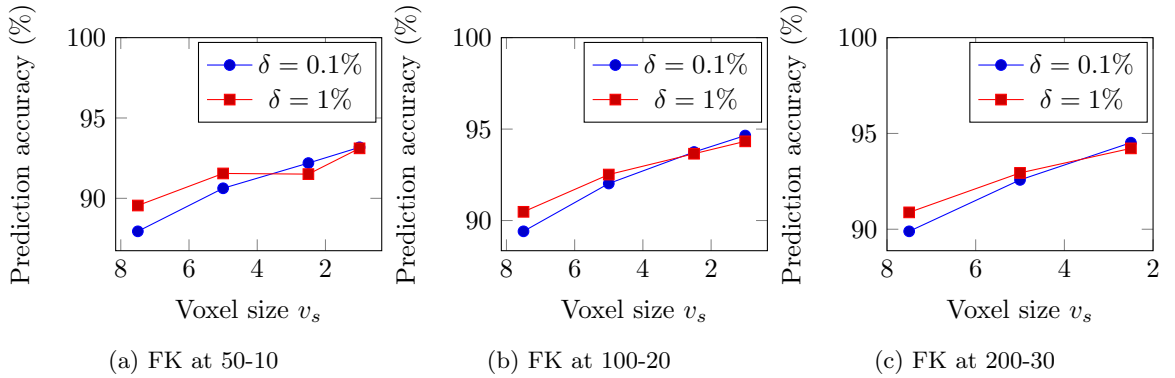 Prediction accuracy (%)
100
95
90
δ = 0.1%
δ = 1%
8 6 4 2
Voxel size v_s
(a) FK at 50-10
Prediction accuracy (%)
100
95
90
δ = 0.1%
δ = 1%
8 6 4 2
Voxel size v_s
(b) FK at 100-20
Prediction accuracy (%)
100
95
90
δ = 0.1%
δ = 1%
8 6 4 2
Voxel size v_s
(c) FK at 200-30